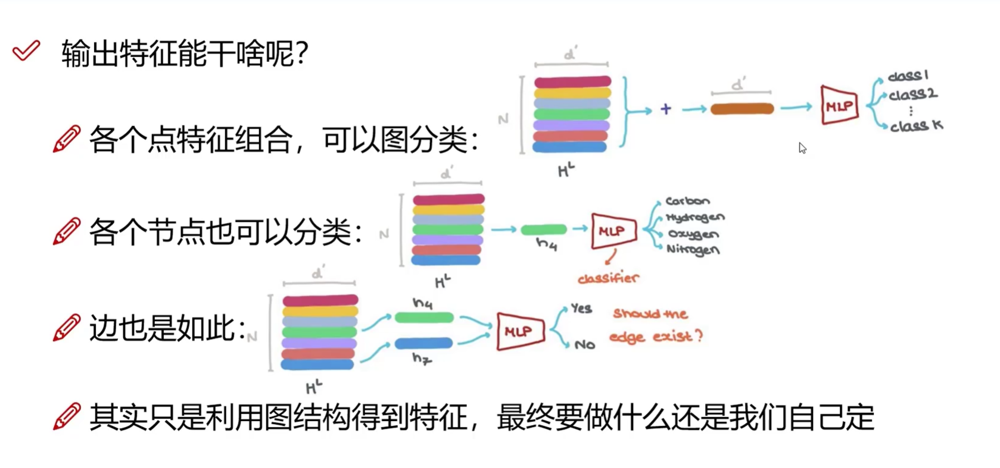 输出特征能干啥呢？
各个点特征组合，可以图分类：
d'
N
H^L
+
d'
MLP
class1
class2
⋮
class K
各个节点也可以分类：
d'
N
H^L
h4
MLP
classifier
Carbon
Hydrogen
Oxygen
Nitrogen
边也是如此：
d'
N
H^L
h4
h7
MLP
Yes
No
Should the
edge exist?
其实只是利用图结构得到特征，最终要做什么还是我们自己定